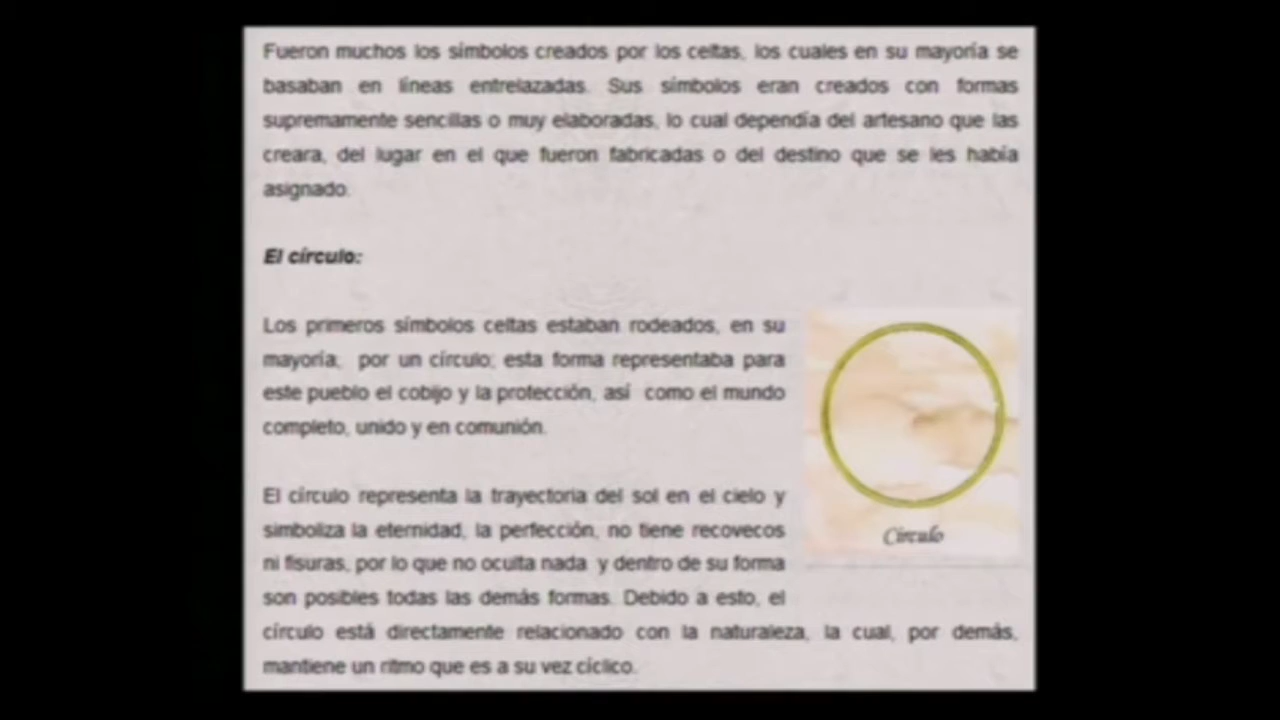 Fueron muchos los símbolos creados por los celtas, los cuales en su mayoría se
basaban en líneas entrelazadas. Sus símbolos eran creados con formas
supremamente sencillas o muy elaboradas, lo cual dependía del artesano que las
creara, del lugar en el que fueron fabricadas o del destino que se les había
asignado.
El círculo:
Los primeros símbolos celtas estaban rodeados, en su
mayoría, por un círculo; esta forma representaba para
este pueblo el cobijo y la protección, así como el mundo
completo, unido y en comunión.
El círculo representa la trayectoria del sol en el cielo y
simboliza la eternidad, la perfección, no tiene recovecos
ni fisuras, por lo que no oculta nada y dentro de su forma
son posibles todas las demás formas. Debido a esto, el
círculo está directamente relacionado con la naturaleza, la cual, por demás,
mantiene un ritmo que es a su vez cíclico.
Círculo